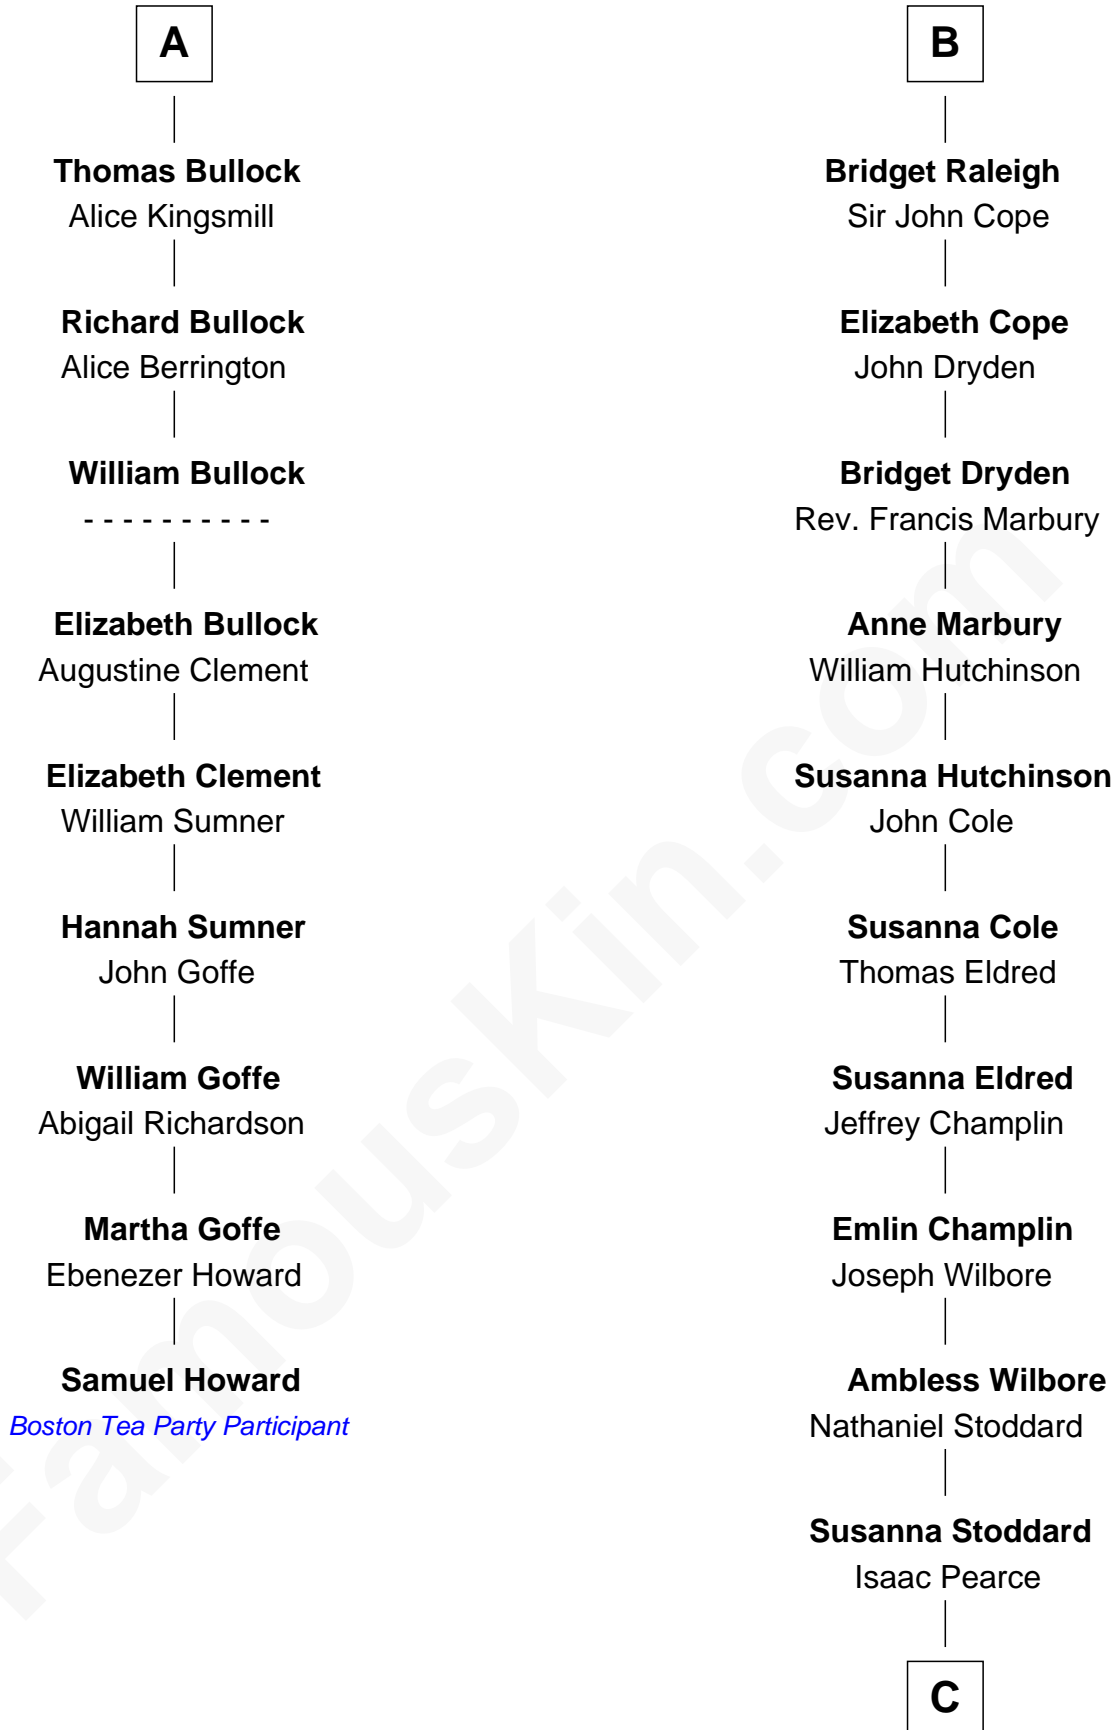 A
Thomas Bullock
Alice Kingsmill
Richard Bullock
Alice Berrington
William Bullock
- - - - - - - - - -
Elizabeth Bullock
Augustine Clement
Elizabeth Clement
William Sumner
Hannah Sumner
John Goffe
William Goffe
Abigail Richardson
Martha Goffe
Ebenezer Howard
Samuel Howard
Boston Tea Party Participant
B
Bridget Raleigh
Sir John Cope
Elizabeth Cope
John Dryden
Bridget Dryden
Rev. Francis Marbury
Anne Marbury
William Hutchinson
Susanna Hutchinson
John Cole
Susanna Cole
Thomas Eldred
Susanna Eldred
Jeffrey Champlin
Emlin Champlin
Joseph Wilbore
Ambless Wilbore
Nathaniel Stoddard
Susanna Stoddard
Isaac Pearce
C
FamousKin.com